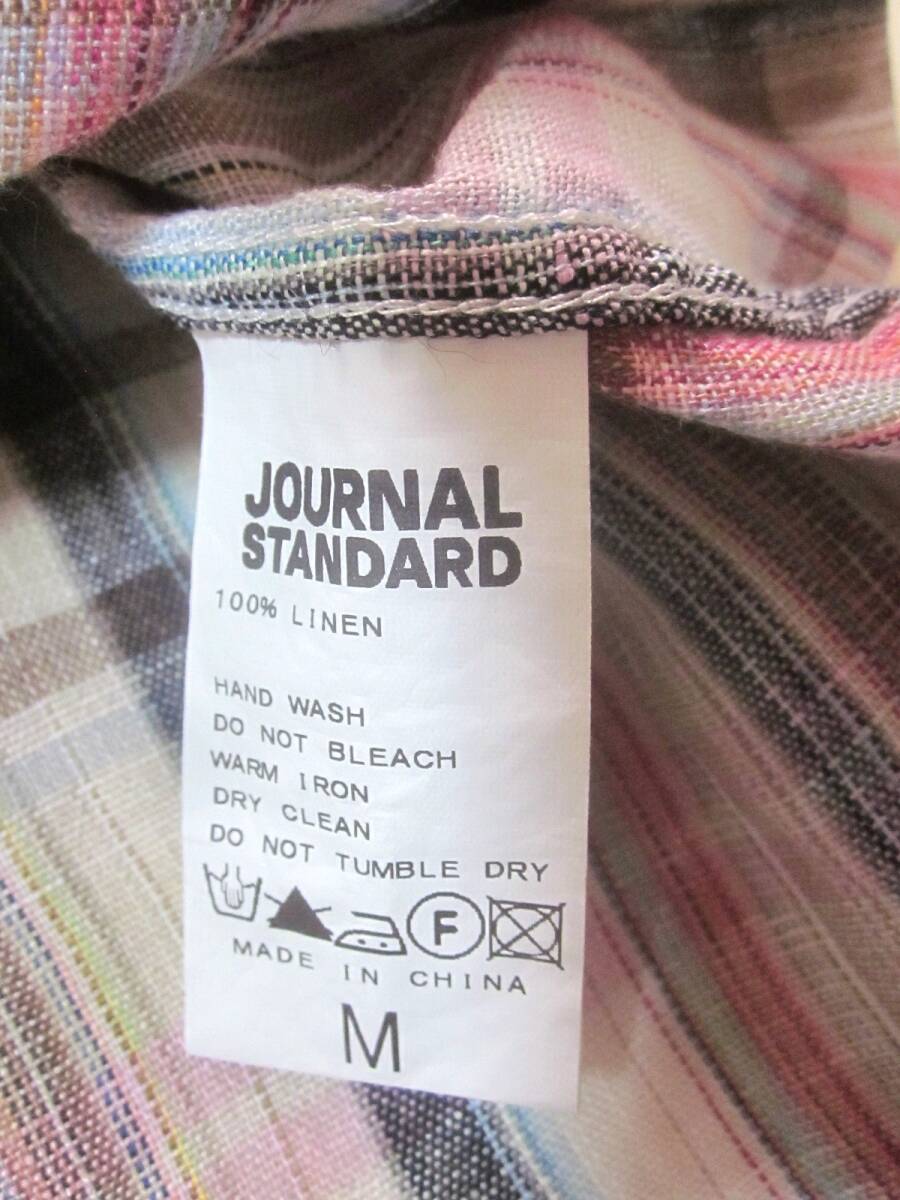 JOURNAL
STANDARD
100% LINEN
HAND WASH
DO NOT BLEACH
WARM IRON
DRY CLEAN
DO NOT TUMBLE DRY
F
MADE IN CHINA
M